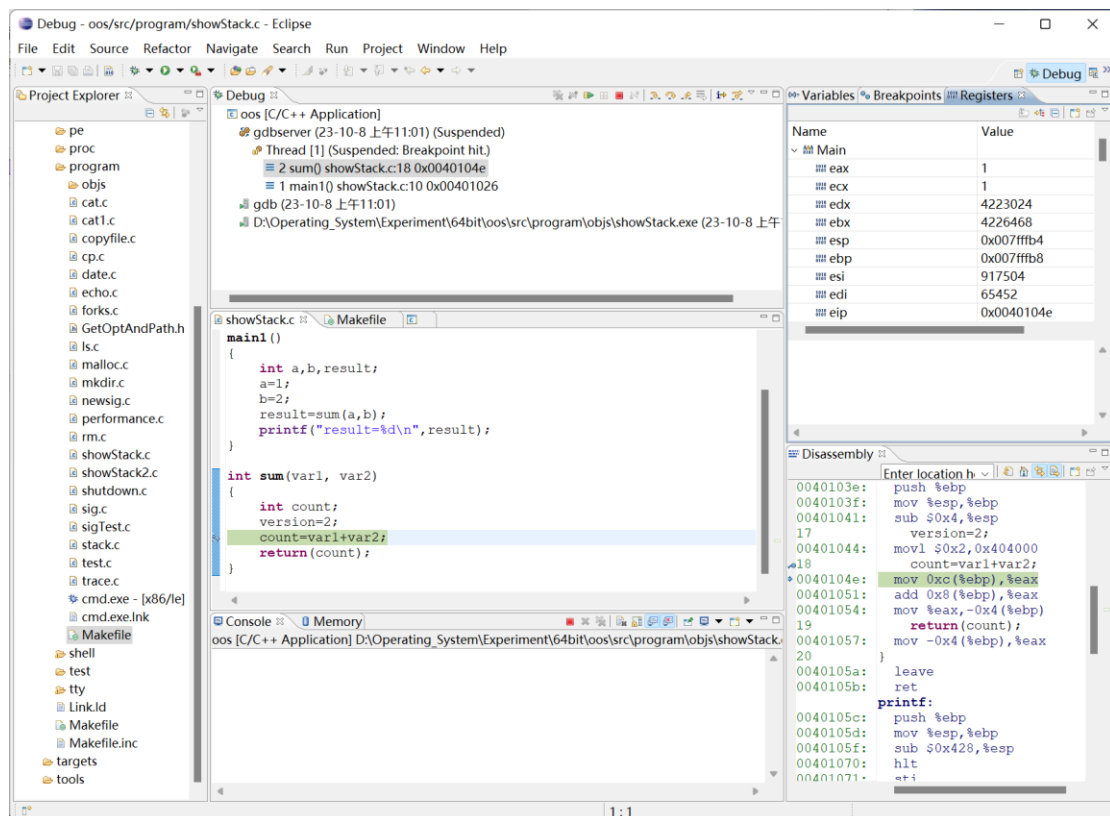 Debug - oos/src/program/showStack.c - Eclipse
File Edit Source Refactor Navigate Search Run Project Window Help
Debug
Project Explorer
pe
proc
program
objs
cat.c
cat1.c
copyfile.c
cp.c
date.c
echo.c
forks.c
GetOptAndPath.h
ls.c
malloc.c
mkdir.c
newsig.c
performance.c
rm.c
showStack.c
showStack2.c
shutdown.c
sig.c
sigTest.c
stack.c
test.c
trace.c
cmd.exe - [x86/le]
cmd.exe.lnk
Makefile
shell
test
tty
Link.ld
Makefile
Makefile.inc
targets
tools
Debug
oos [C/C++ Application]
gdbserver (23-10-8 上午11:01) (Suspended)
Thread [1] (Suspended: Breakpoint hit.)
2 sum() showStack.c:18 0x0040104e
1 main1() showStack.c:10 0x00401026
gdb (23-10-8 上午11:01)
D:\Operating_System\Experiment\64bit\oos\src\program\objs\showStack.exe (23-10-8 上午
showStack.c Makefile
main1()
{
int a,b,result;
a=1;
b=2;
result=sum(a,b);
printf("result=%d\n",result);
}
int sum(var1, var2)
{
int count;
version=2;
count=var1+var2;
return(count);
}
Console Memory
oos [C/C++ Application] D:\Operating_System\Experiment\64bit\oos\src\program\objs\showStack.
Variables Breakpoints Registers
Name Value
Main
eax 1
ecx 1
edx 4223024
ebx 4226468
esp 0x007fffb4
ebp 0x007fffb8
esi 917504
edi 65452
eip 0x0040104e
Disassembly
Enter location h
0040103e: push %ebp
0040103f: mov %esp,%ebp
00401041: sub $0x4,%esp
17 version=2;
00401044: movl $0x2,0x404000
18 count=var1+var2;
0040104e: mov 0xc(%ebp),%eax
00401051: add 0x8(%ebp),%eax
00401054: mov %eax,-0x4(%ebp)
19 return(count);
00401057: mov -0x4(%ebp),%eax
20 }
0040105a: leave
0040105b: ret
printf:
0040105c: push %ebp
0040105d: mov %esp,%ebp
0040105f: sub $0x428,%esp
00401070: hlt
00401071: sti
1:1